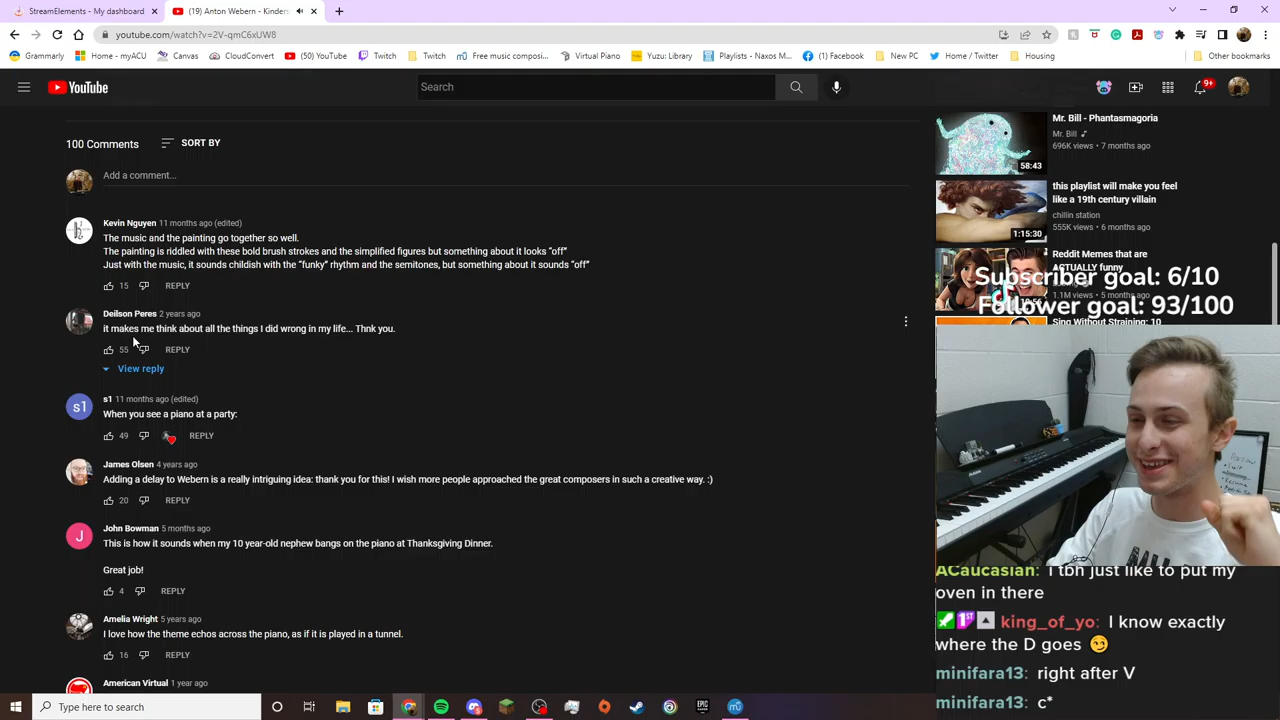 StreamElements - My dashboard
(19) Anton Webern - Kinders
youtube.com/watch?v=2V-qmC6xUW8
Grammarly
Home • myACU
Canvas
CloudConvert
(50) YouTube
Twitch
Twitch
Free music composi...
Virtual Piano
Yuzu: Library
Playlists - Naxos M...
(1) Facebook
New PC
Home / Twitter
Housing
Other bookmarks
YouTube
Search
9+
100 Comments
SORT BY
Add a comment...
Kevin Nguyen 11 months ago (edited)
The music and the painting go together so well.
The painting is riddled with these bold brush strokes and the simplified figures but something about it looks “off”
Just with the music, it sounds childish with the “funky” rhythm and the semitones, but something about it sounds “off”
15 REPLY
Deilson Peres 2 years ago
it makes me think about all the things I did wrong in my life... Thnk you.
55 REPLY
View reply
s1 s1 11 months ago (edited)
When you see a piano at a party:
49 REPLY
James Olsen 4 years ago
Adding a delay to Webern is a really intriguing idea: thank you for this! I wish more people approached the great composers in such a creative way. :)
20 REPLY
J John Bowman 5 months ago
This is how it sounds when my 10 year-old nephew bangs on the piano at Thanksgiving Dinner.
Great job!
4 REPLY
Amelia Wright 5 years ago
I love how the theme echos across the piano, as if it is played in a tunnel.
16 REPLY
American Virtual 1 year ago
Mr. Bill - Phantasmagoria
Mr. Bill
696K views • 7 months ago
58:43
this playlist will make you feel
like a 19th century villain
chillin station
555K views • 6 months ago
1:15:30
Reddit Memes that are
ACTUALLY funny
1.1M views • 5 months ago
Sing Without Straining: 10
Subscriber goal: 6/10
Follower goal: 93/100
ACaucasian: I tbh just like to put my
oven in there
1ST king_of_yo: I know exactly
where the D goes
minifara13: right after V
minifara13: c*
Type here to search
EPIC